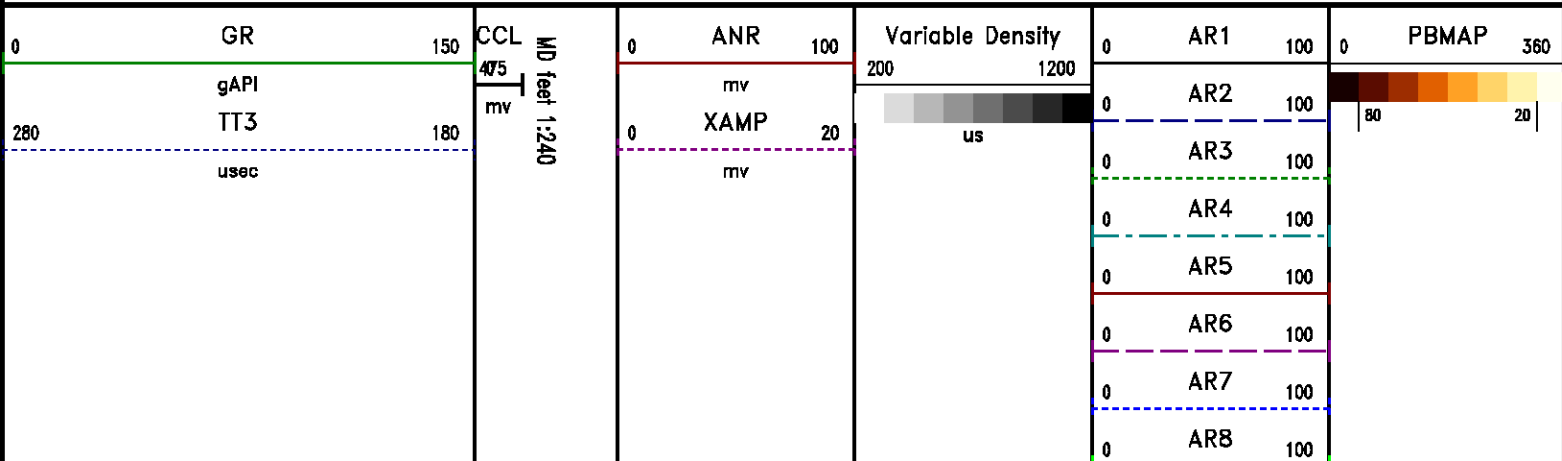 GR
0 150
gAPI
TT3
280 180
usec
CCL
mv
MD feet 1:240
ANR
0 100
mv
XAMP
0 20
mv
Variable Density
200 1200
us
AR1
0 100
AR2
0 100
AR3
0 100
AR4
0 100
AR5
0 100
AR6
0 100
AR7
0 100
AR8
0 100
PBMAP
0 360
80 20